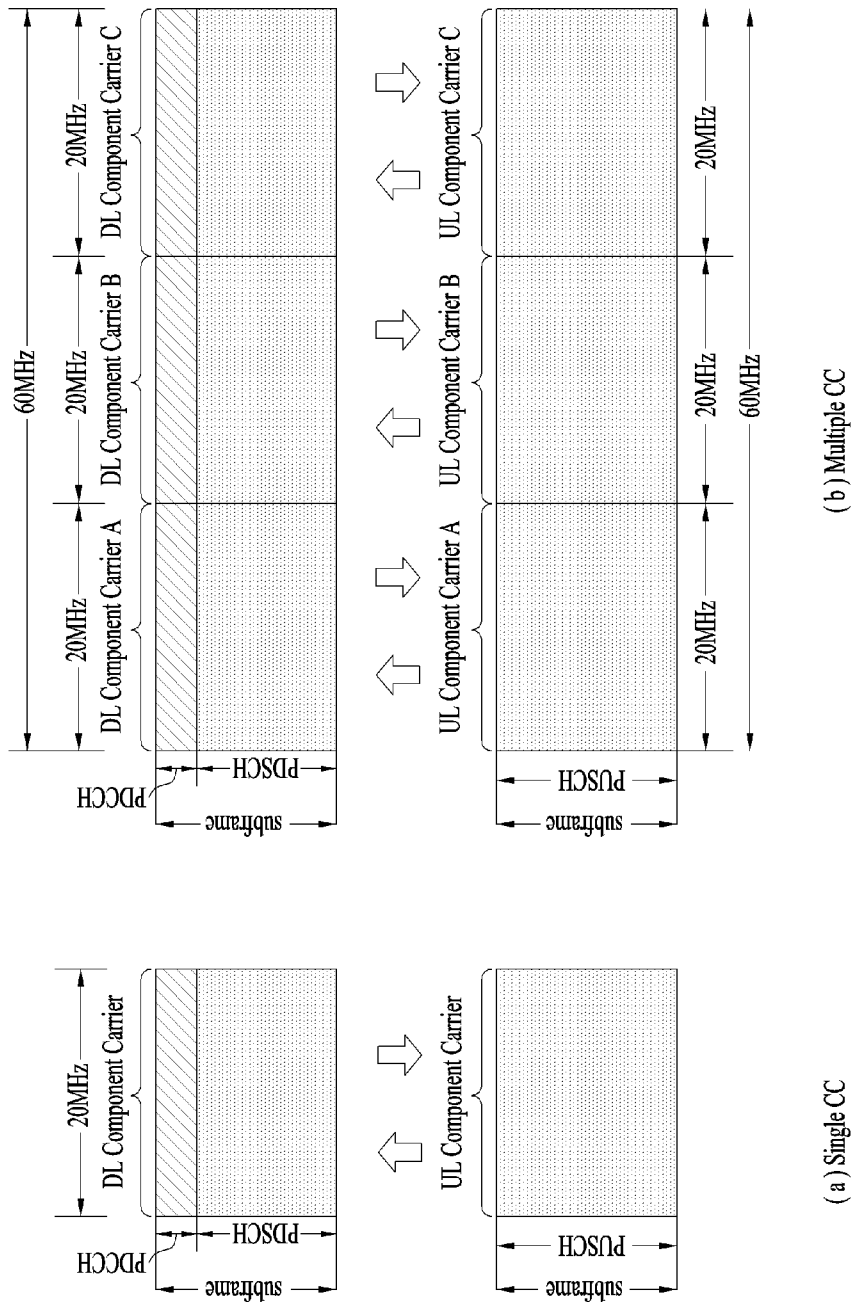 20MHz
DL Component Carrier
PDCCH
PDSCH
subframe
UL Component Carrier
PUSCH
subframe
( a ) Single CC
60MHz
20MHz
20MHz
20MHz
DL Component Carrier A
DL Component Carrier B
DL Component Carrier C
PDCCH
PDSCH
subframe
UL Component Carrier A
UL Component Carrier B
UL Component Carrier C
PUSCH
subframe
20MHz
20MHz
20MHz
60MHz
( b ) Multiple CC